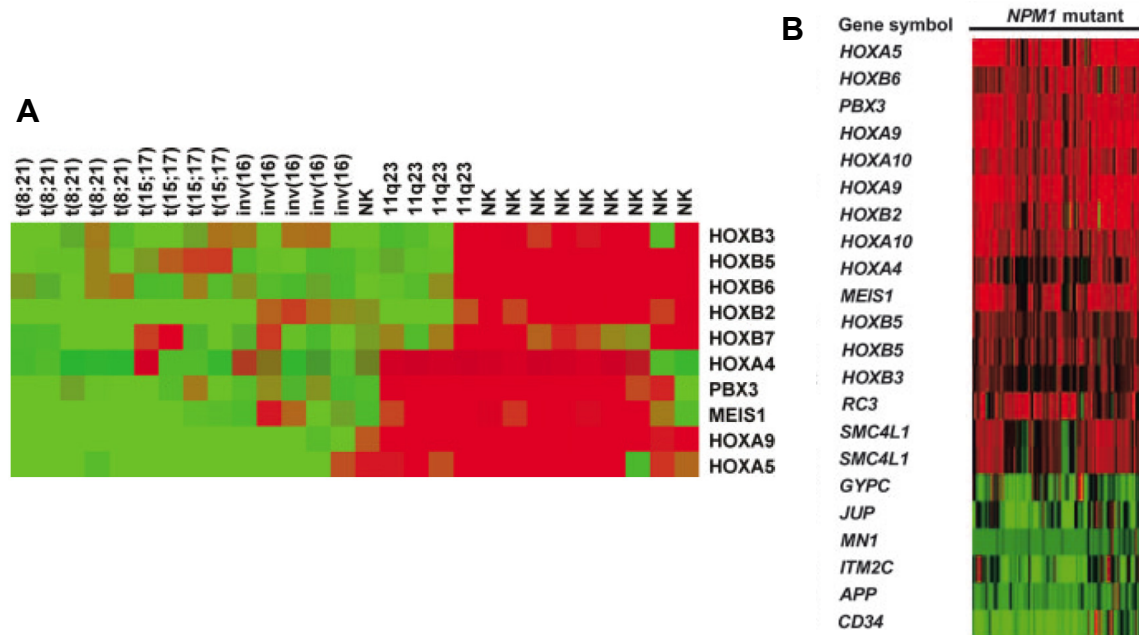 A
t(8;21) t(8;21) t(8;21) t(8;21) t(8;21) t(15;17) t(15;17) t(15;17) t(15;17) inv(16) inv(16) inv(16) inv(16) inv(16) NK 11q23 11q23 11q23 11q23 NK NK NK NK NK NK NK NK NK
HOXB3
HOXB5
HOXB6
HOXB2
HOXB7
HOXA4
PBX3
MEIS1
HOXA9
HOXA5
B
Gene symbol
NPM1 mutant
HOXA5
HOXB6
PBX3
HOXA9
HOXA10
HOXA9
HOXB2
HOXA10
HOXA4
MEIS1
HOXB5
HOXB5
HOXB3
RC3
SMC4L1
SMC4L1
GYPC
JUP
MN1
ITM2C
APP
CD34